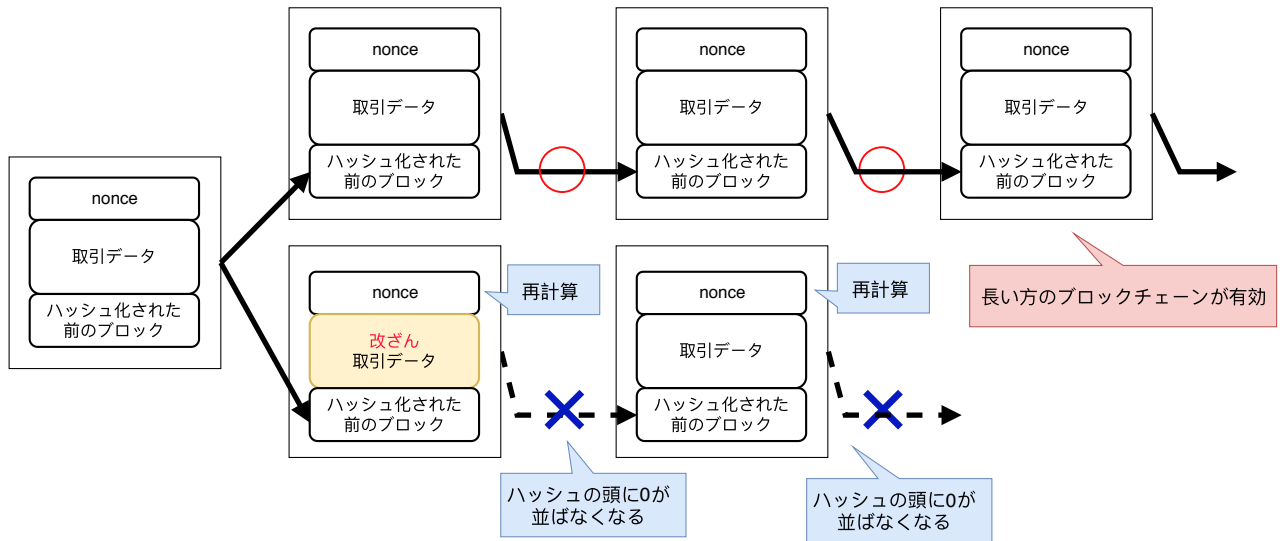 nonce
取引データ
ハッシュ化された
前のブロック
nonce
取引データ
ハッシュ化された
前のブロック
nonce
取引データ
ハッシュ化された
前のブロック
nonce
取引データ
ハッシュ化された
前のブロック
長い方のブロックチェーンが有効
nonce
再計算
改ざん
取引データ
ハッシュ化された
前のブロック
ハッシュの頭に0が
並ばなくなる
nonce
再計算
取引データ
ハッシュ化された
前のブロック
ハッシュの頭に0が
並ばなくなる